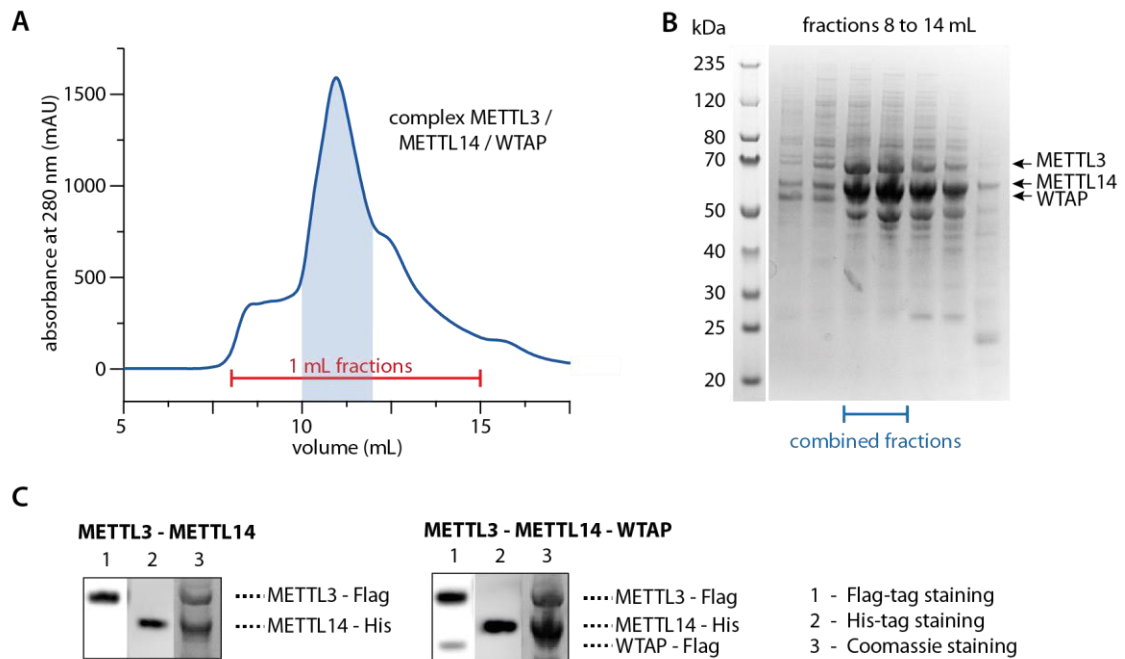 A
absorbance at 280 nm (mAU)
1500
1000
500
0
complex METTL3 /
METTL14 / WTAP
1 mL fractions
5
10
15
volume (mL)
B
kDa
fractions 8 to 14 mL
235
120
80
70
50
40
30
25
20
METTL3
METTL14
WTAP
combined fractions
C
METTL3 - METTL14
1 2 3
METTL3 - Flag
METTL14 - His
METTL3 - METTL14 - WTAP
1 2 3
METTL3 - Flag
METTL14 - His
WTAP - Flag
1 - Flag-tag staining
2 - His-tag staining
3 - Coomassie staining